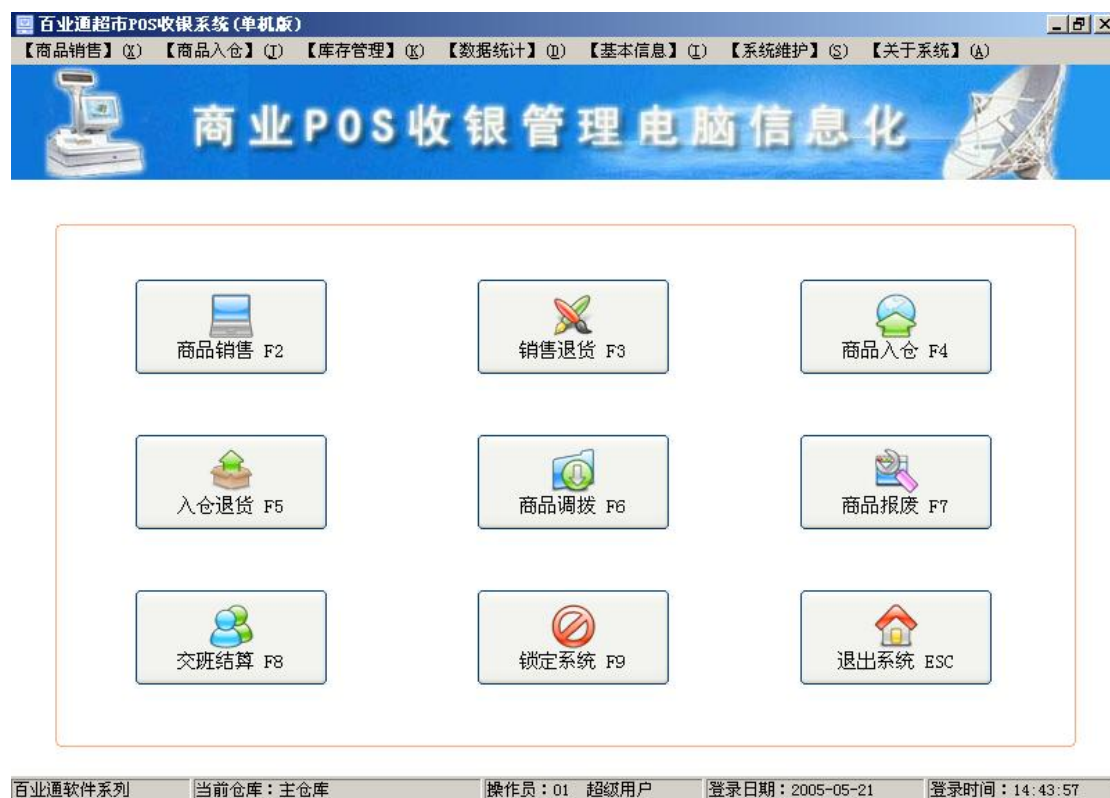 百业通超市POS收银系统(单机版)
【商品销售】(X) 【商品入仓】(T) 【库存管理】(K) 【数据统计】(D) 【基本信息】(I) 【系统维护】(S) 【关于系统】(A)
商业POS收银管理电脑信息化
商品销售 F2
销售退货 F3
商品入仓 F4
入仓退货 F5
商品调拨 F6
商品报废 F7
交班结算 F8
锁定系统 F9
退出系统 ESC
百业通软件系列 当前仓库：主仓库 操作员：01 超级用户 登录日期：2005-05-21 登录时间：14:43:57